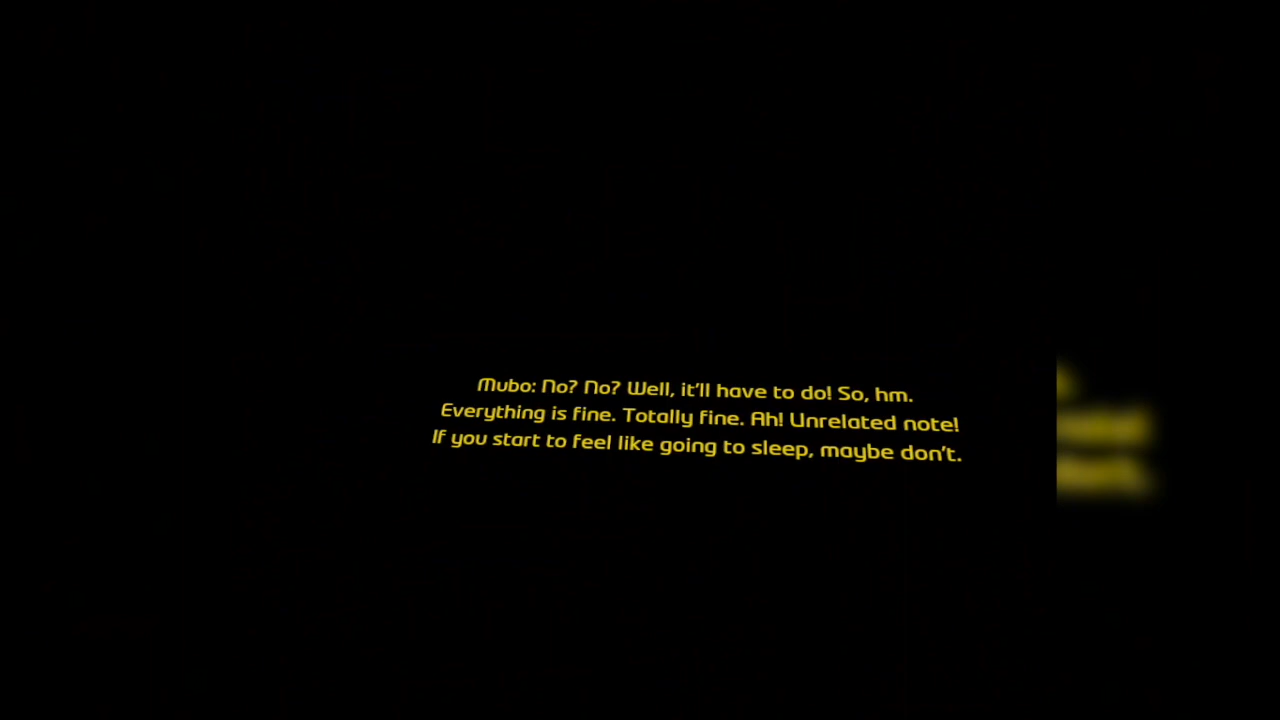 Mubo: No? No? Well, it'll have to do! So, hm.
Everything is fine. Totally fine. Ah! Unrelated note!
If you start to feel like going to sleep, maybe don't.